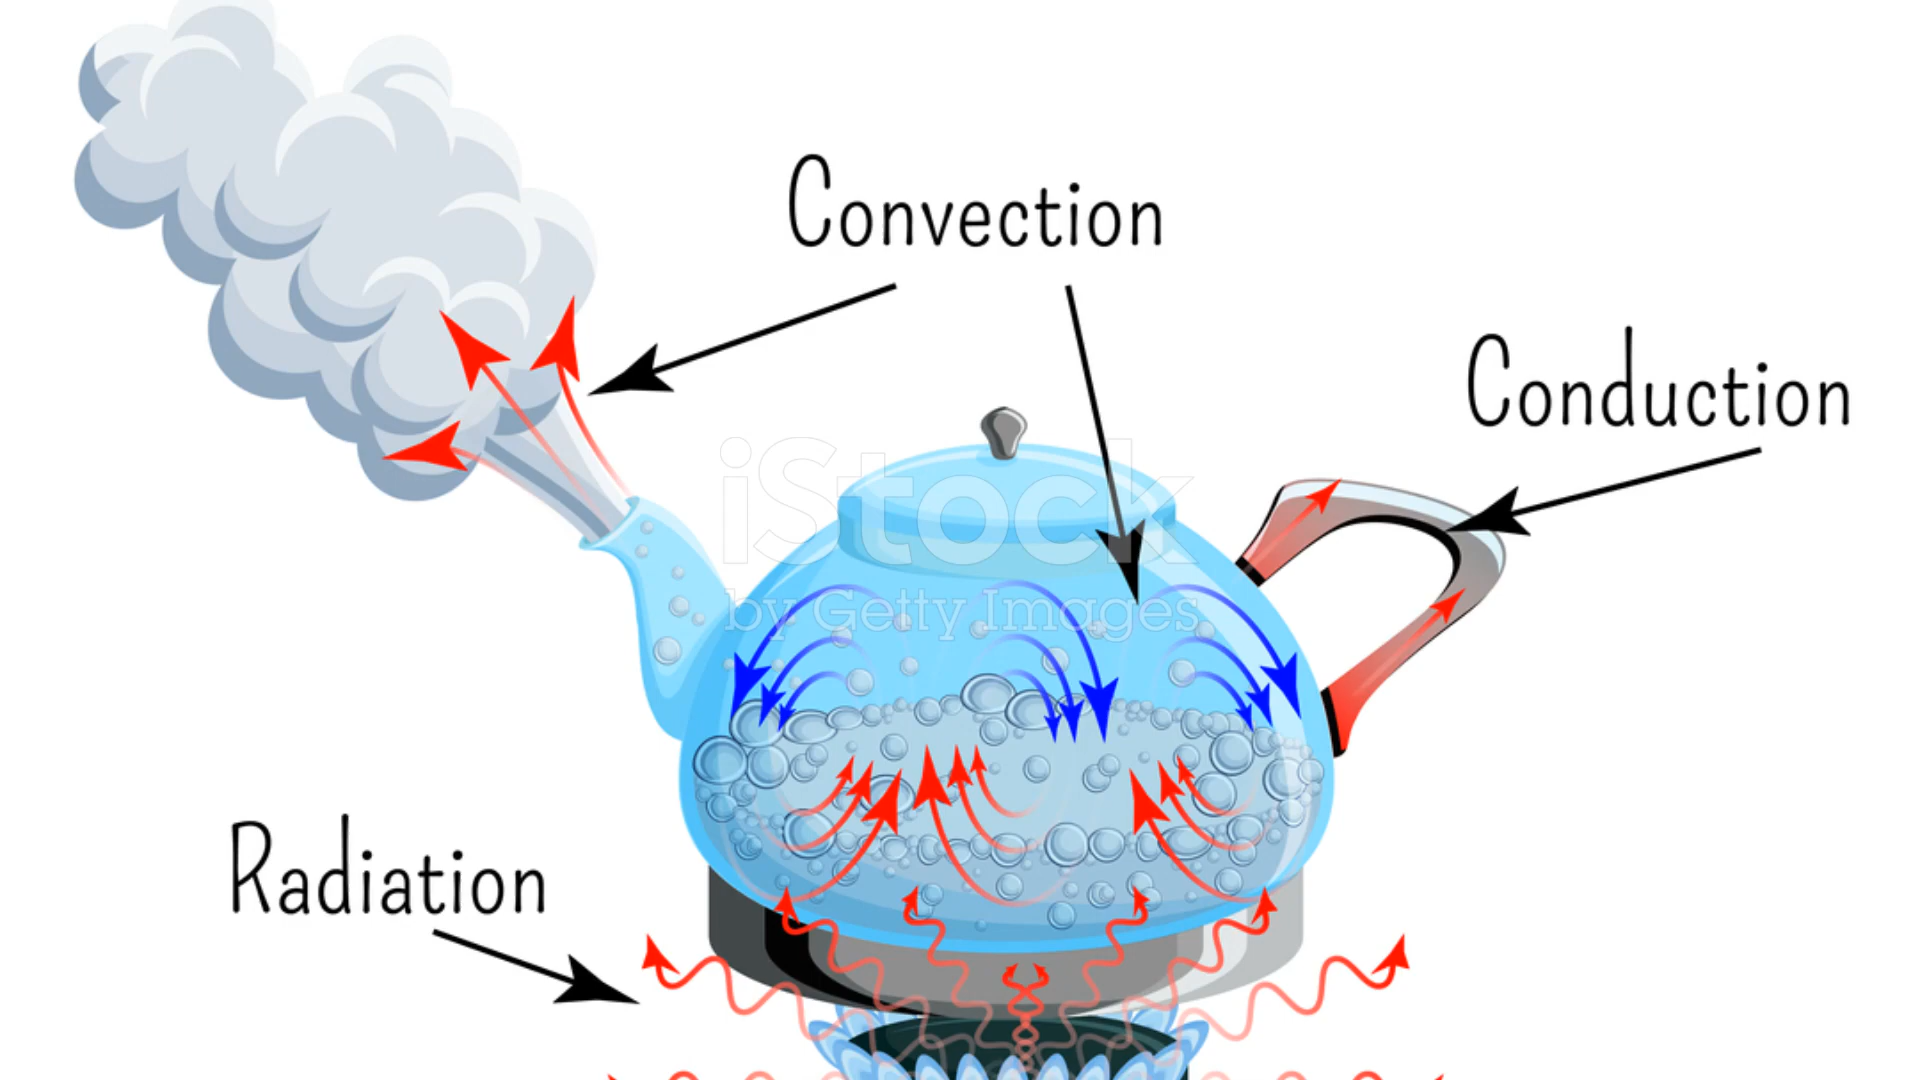 Convection
Conduction
iStock
by Getty Images
Radiation